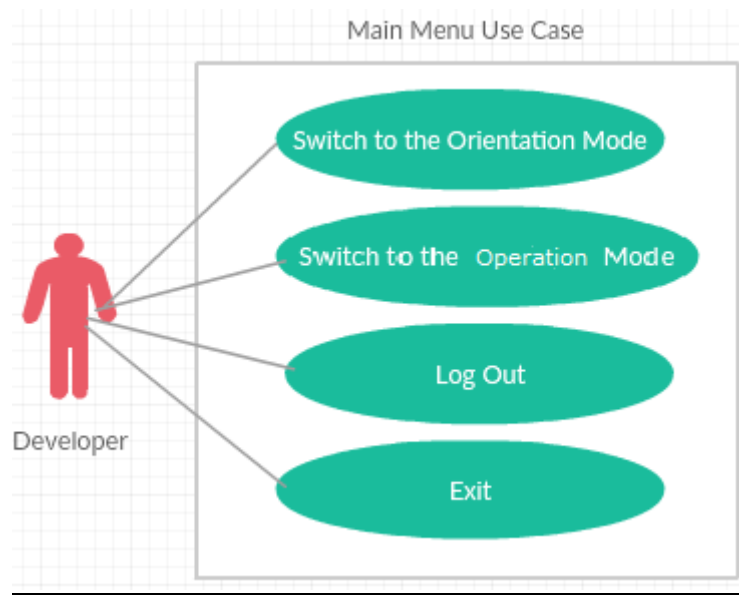 Main Menu Use Case
Switch to the Orientation Mode
Switch to the Operation Mode
Log Out
Developer
Exit